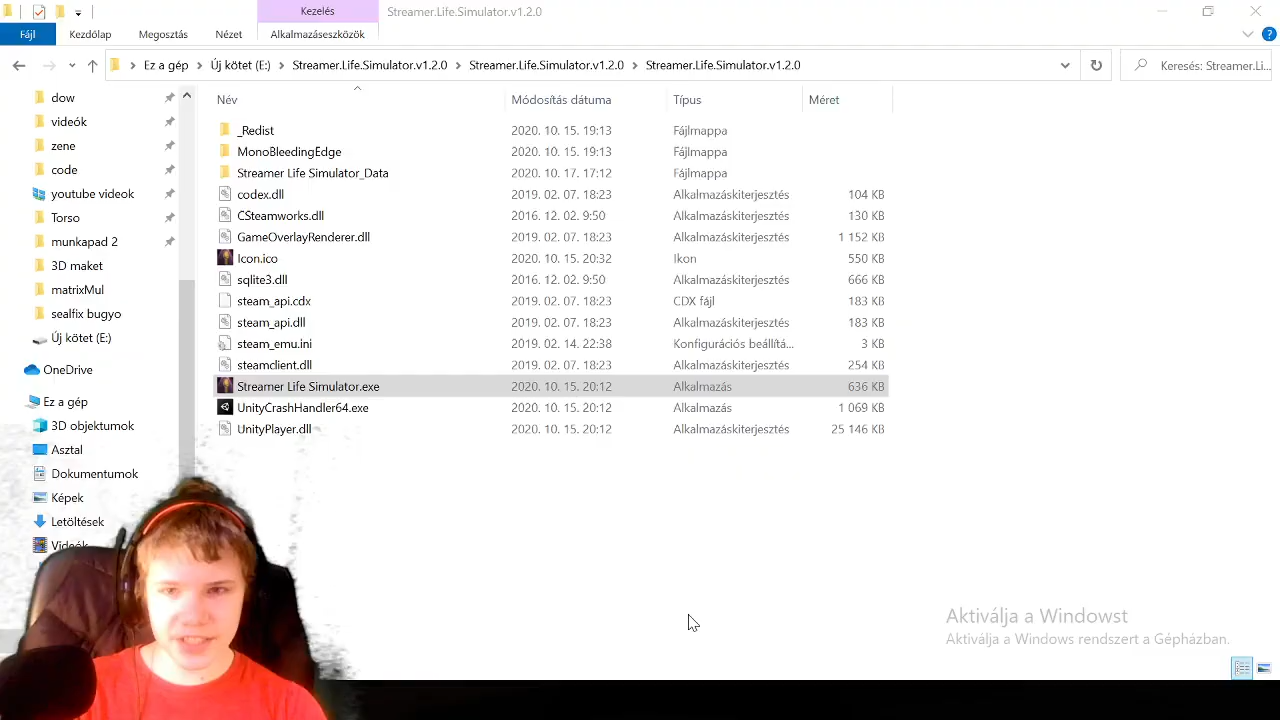 Kezelés
Streamer.Life.Simulator.v1.2.0
Fájl
Kezdőlap
Megosztás
Nézet
Alkalmazáseszközök
?
Ez a gép
Új kötet (E:)
Streamer.Life.Simulator.v1.2.0
Streamer.Life.Simulator.v1.2.0
Streamer.Life.Simulator.v1.2.0
Keresés: Streamer.Li...
dow
videók
zene
code
youtube videok
Torso
munkapad 2
3D maket
matrixMul
sealfix bugyo
Új kötet (E:)
OneDrive
Ez a gép
3D objektumok
Asztal
Dokumentumok
Képek
Letöltések
Videók
Név Módosítás dátuma Típus Méret
_Redist 2020. 10. 15. 19:13 Fájlmappa
MonoBleedingEdge 2020. 10. 15. 19:13 Fájlmappa
Streamer Life Simulator_Data 2020. 10. 17. 17:12 Fájlmappa
codex.dll 2019. 02. 07. 18:23 Alkalmazáskiterjesztés 104 KB
CSteamworks.dll 2016. 12. 02. 9:50 Alkalmazáskiterjesztés 130 KB
GameOverlayRenderer.dll 2019. 02. 07. 18:23 Alkalmazáskiterjesztés 1 152 KB
Icon.ico 2020. 10. 15. 20:32 Ikon 550 KB
sqlite3.dll 2016. 12. 02. 9:50 Alkalmazáskiterjesztés 666 KB
steam_api.cdx 2019. 02. 07. 18:23 CDX fájl 183 KB
steam_api.dll 2019. 02. 07. 18:23 Alkalmazáskiterjesztés 183 KB
steam_emu.ini 2019. 02. 14. 22:38 Konfigurációs beállítá... 3 KB
steamclient.dll 2019. 02. 07. 18:23 Alkalmazáskiterjesztés 254 KB
Streamer Life Simulator.exe 2020. 10. 15. 20:12 Alkalmazás 636 KB
UnityCrashHandler64.exe 2020. 10. 15. 20:12 Alkalmazás 1 069 KB
UnityPlayer.dll 2020. 10. 15. 20:12 Alkalmazáskiterjesztés 25 146 KB
Aktiválja a Windowst
Aktiválja a Windows rendszert a Gépházban.